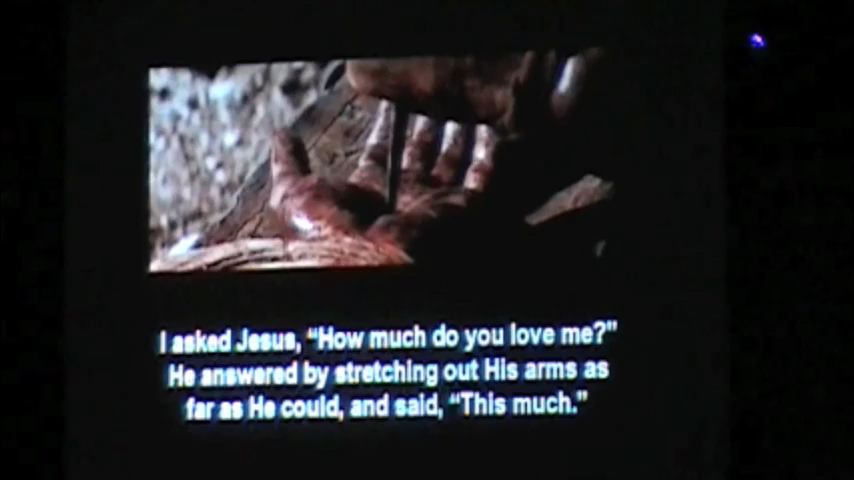 I asked Jesus, “How much do you love me?”
He answered by stretching out His arms as
far as He could, and said, “This much.”